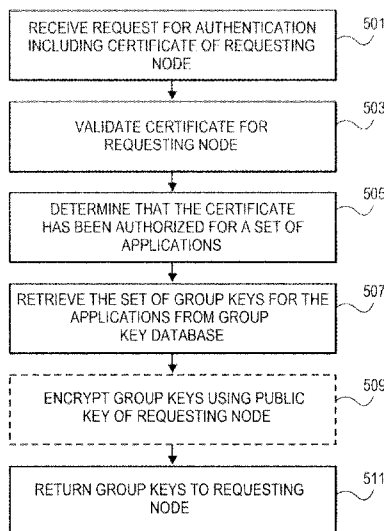 RECEIVE REQUEST FOR AUTHENTICATION
INCLUDING CERTIFICATE OF REQUESTING
NODE
501
VALIDATE CERTIFICATE FOR
REQUESTING NODE
503
DETERMINE THAT THE CERTIFICATE
HAS BEEN AUTHORIZED FOR A SET OF
APPLICATIONS
505
RETRIEVE THE SET OF GROUP KEYS FOR THE
APPLICATIONS FROM GROUP
KEY DATABASE
507
ENCRYPT GROUP KEYS USING PUBLIC
KEY OF REQUESTING NODE
509
RETURN GROUP KEYS TO REQUESTING
NODE
511